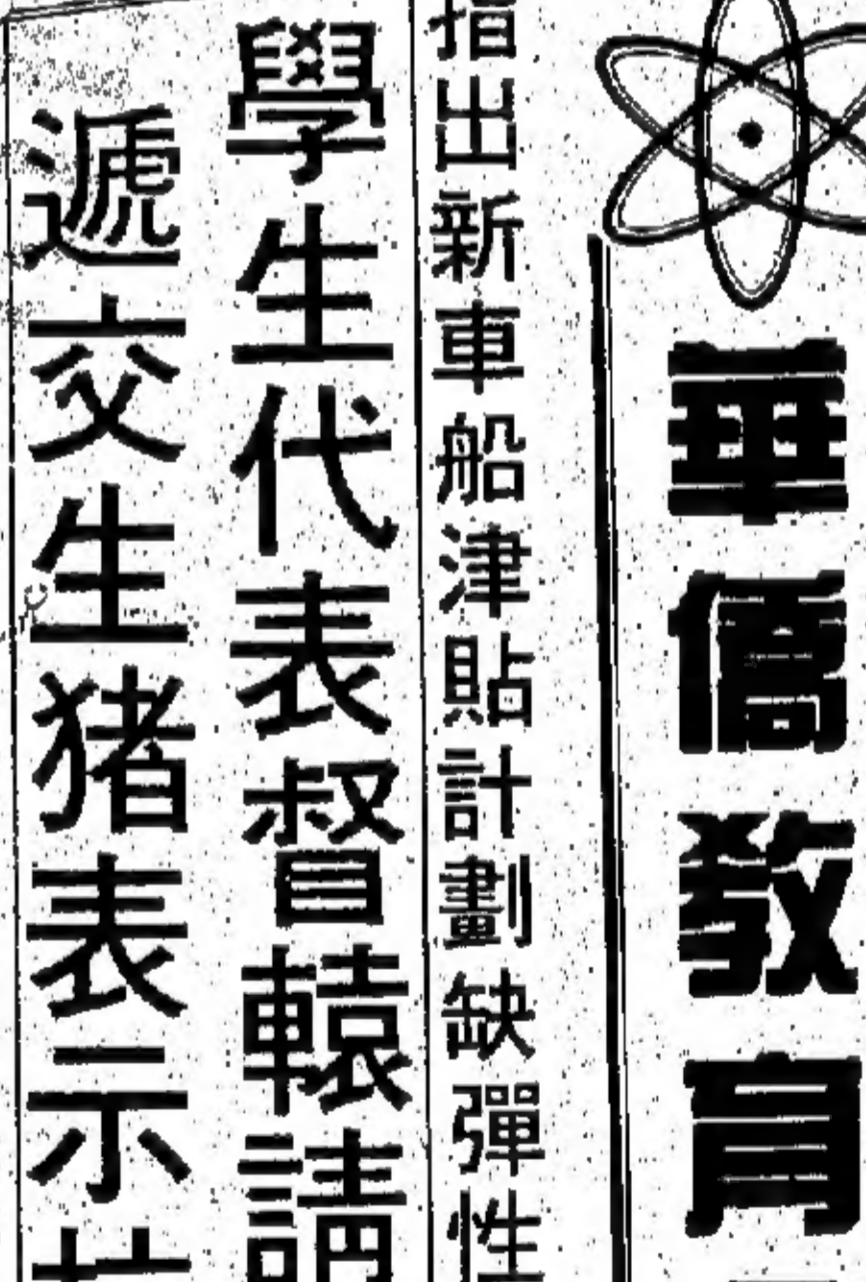 華僑敎育
指出新車船津貼計劃缺彈性
學生代表督轅請
遞交生猪表示